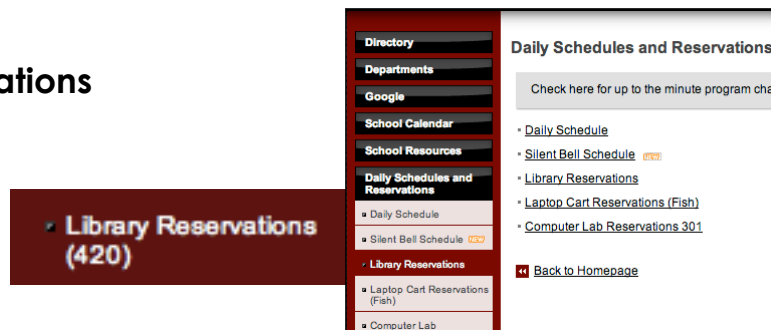 ations
Library Reservations
(420)
Directory
Departments
Google
School Calendar
School Resources
Daily Schedules and
Reservations
Daily Schedule
Silent Bell Schedule NEW
Library Reservations
Laptop Cart Reservations
(Fish)
Computer Lab
Daily Schedules and Reservations
Check here for up to the minute program cha
Daily Schedule
Silent Bell Schedule NEW
Library Reservations
Laptop Cart Reservations (Fish)
Computer Lab Reservations 301
Back to Homepage